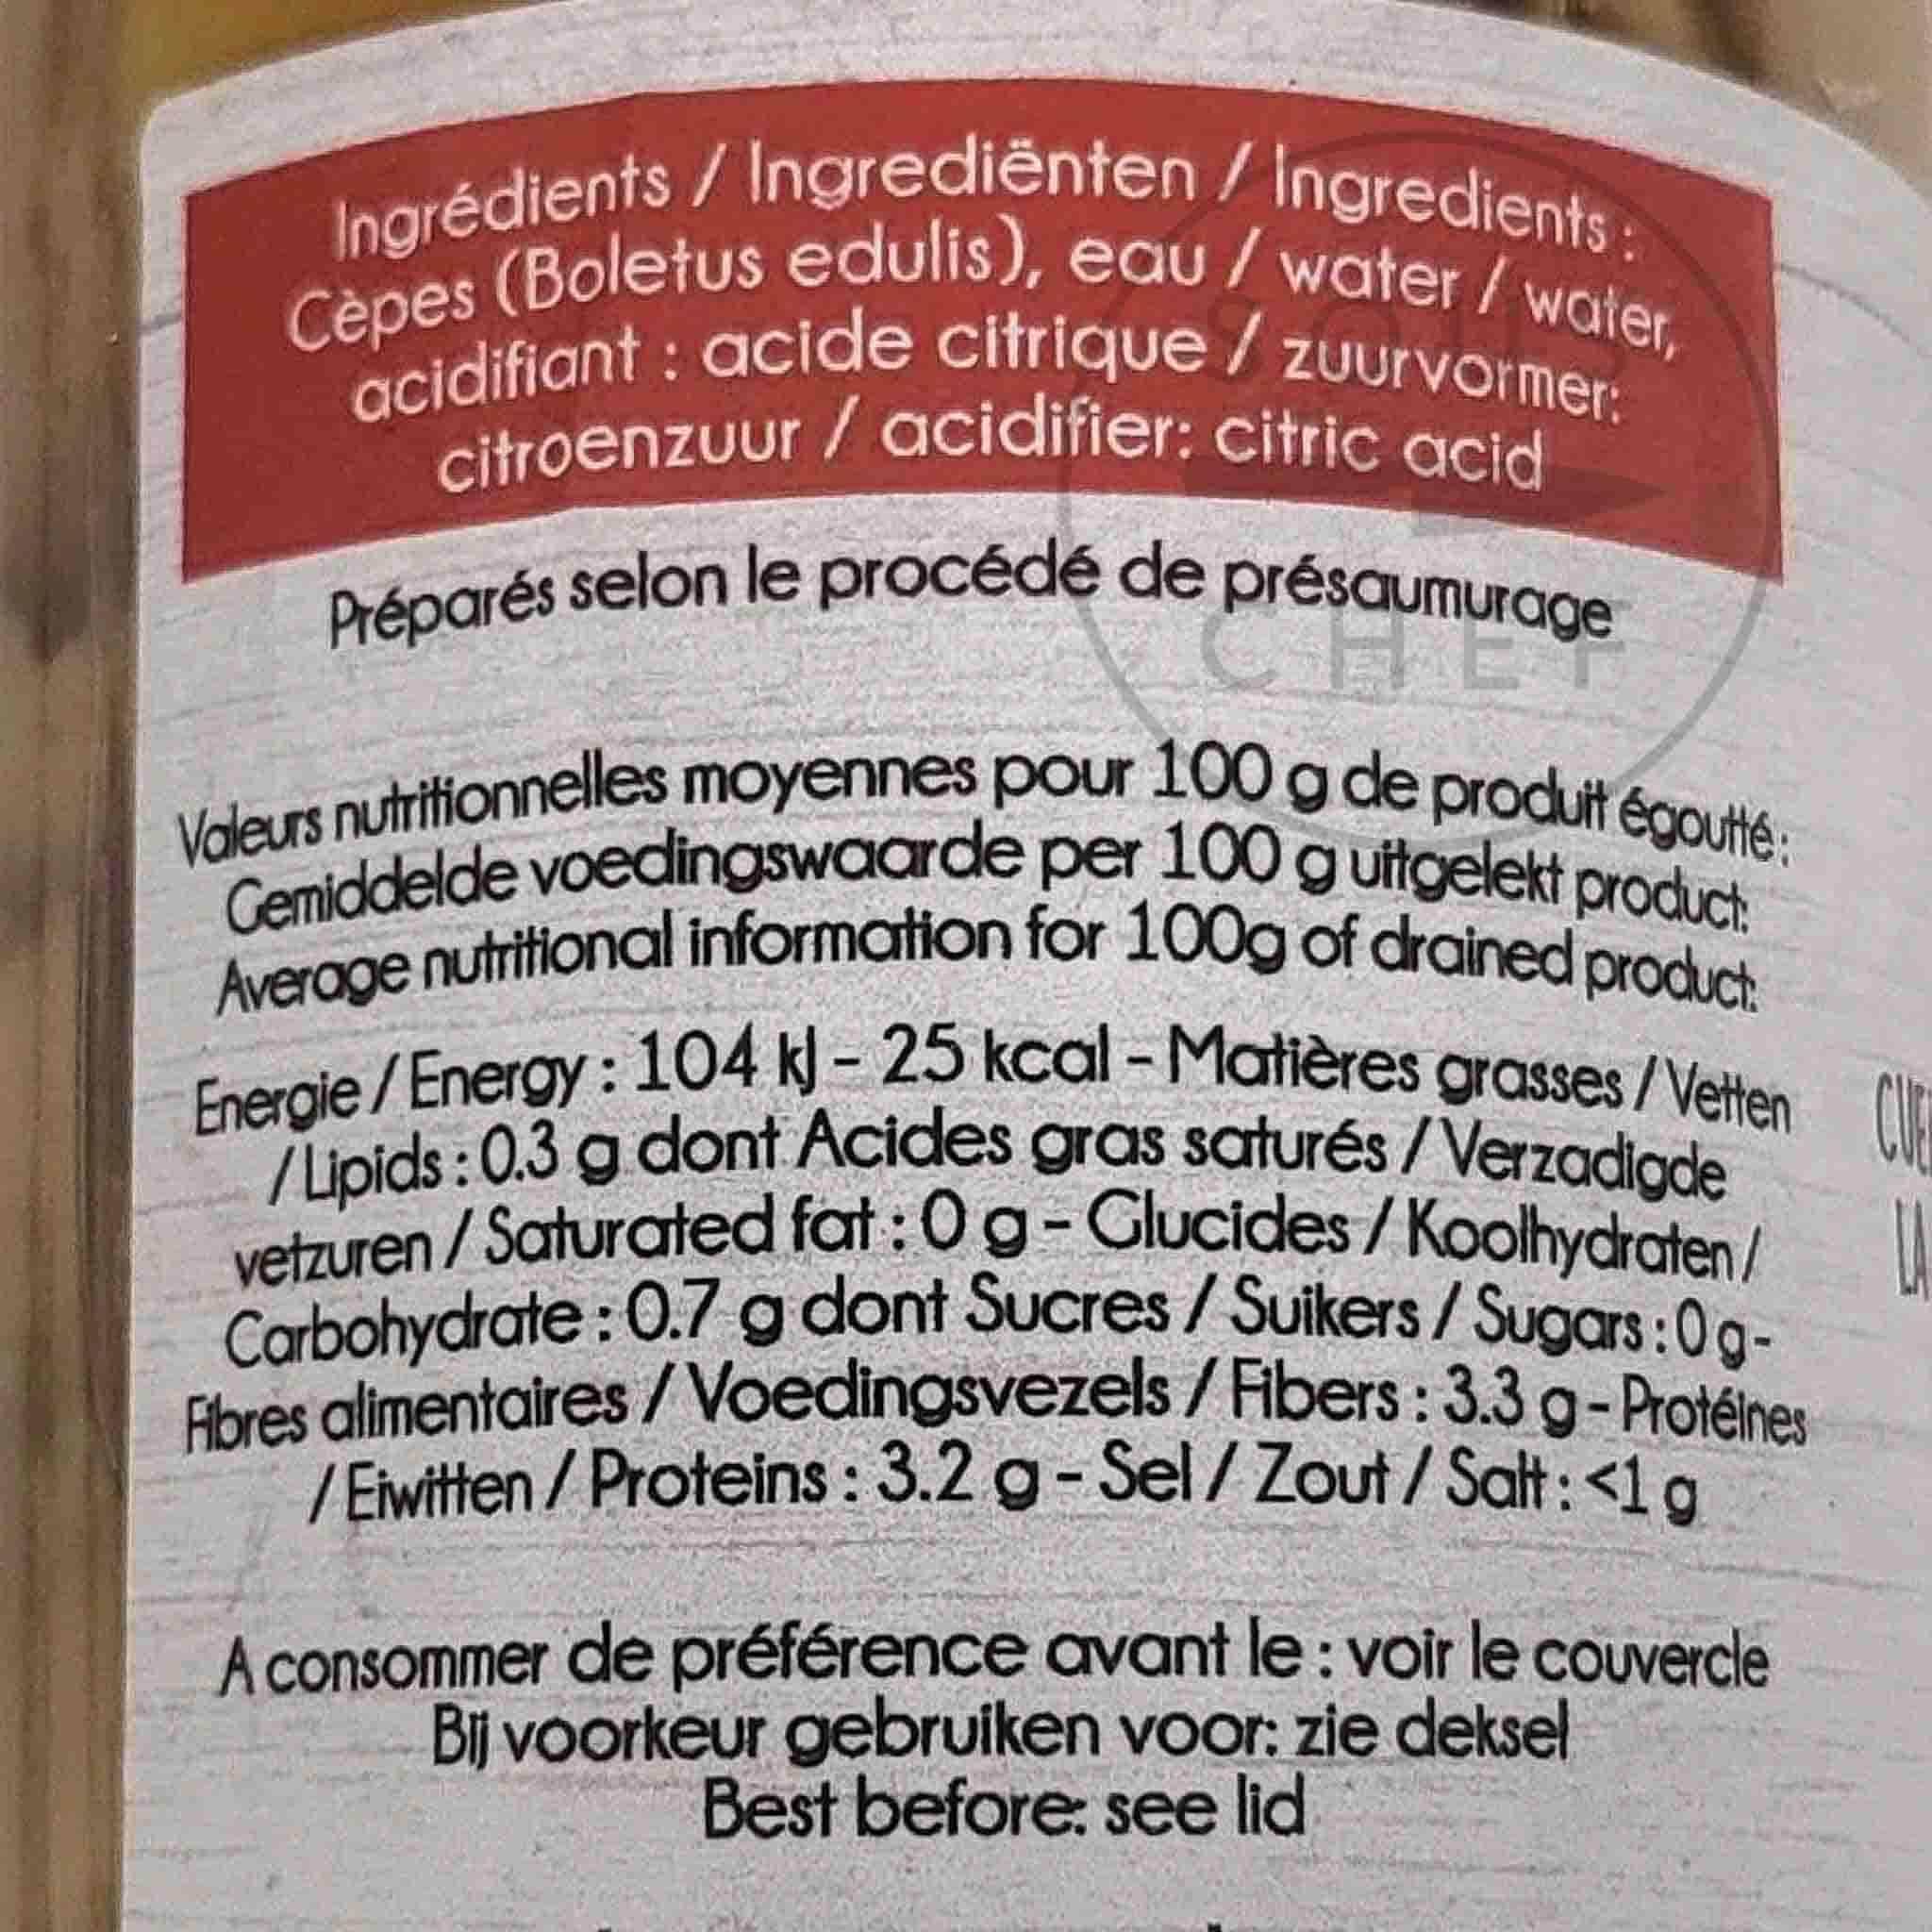 Ingrédients / Ingrediënten / Ingredients :
Cèpes (Boletus edulis), eau / water / water,
acidifiant : acide citrique / zuurvormer:
citroenzuur / acidifier: citric acid
Préparés selon le procédé de présaumurage
SOUS
CHEF
Valeurs nutritionnelles moyennes pour 100 g de produit égoutté:
Gemiddelde voedingswaarde per 100 g uitgelekt product:
Average nutritional information for 100g of drained product:
Energie / Energy : 104 kJ - 25 kcal - Matières grasses / Vetten
/ Lipids : 0.3 g dont Acides gras saturés / Verzadigde
vetzuren / Saturated fat : 0 g - Glucides / Koolhydraten /
Carbohydrate : 0.7 g dont Sucres / Suikers / Sugars : 0 g -
Fibres alimentaires / Voedingsvezels / Fibers : 3.3 g - Protéines
/ Eiwitten / Proteins : 3.2 g - Sel / Zout / Salt : <1 g
A consommer de préférence avant le : voir le couvercle
Bij voorkeur gebruiken voor: zie deksel
Best before: see lid
LA